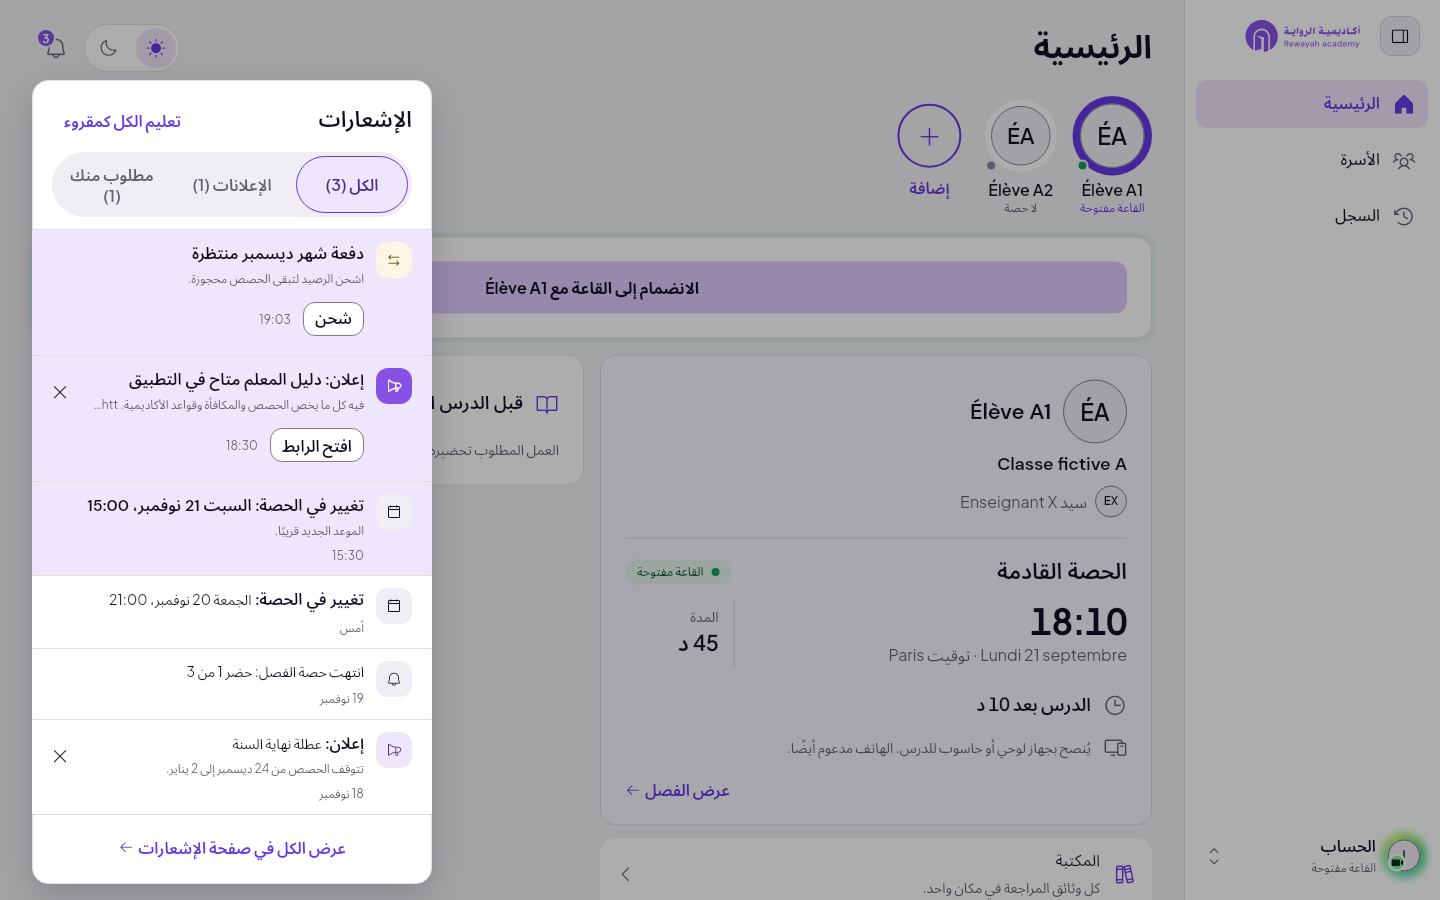 أكاديمية الرواية
Rewayah academy
الرئيسية
الأسرة
السجل
الحساب
القاعة مفتوحة
الرئيسية
3
ÉA
Élève A1
القاعة مفتوحة
ÉA
Élève A2
لا حصة
إضافة
الانضمام إلى القاعة مع Élève A1
ÉA
Élève A1
Classe fictive A
EX
سيد Enseignant X
الحصة القادمة
القاعة مفتوحة
18:10
Lundi 21 septembre · توقيت Paris
المدة
45 د
الدرس بعد 10 د
يُنصح بجهاز لوحي أو حاسوب للدرس. الهاتف مدعوم أيضًا.
عرض الفصل ←
المكتبة
كل وثائق المراجعة في مكان واحد.
قبل الدرس
العمل المطلوب
الإشعارات
تعليم الكل كمقروء
الكل (3)
الإعلانات (1)
مطلوب منك
(1)
دفعة شهر ديسمبر منتظرة
اشحن الرصيد لتبقى الحصص محجوزة.
شحن
19:03
إعلان: دليل المعلم متاح في التطبيق
فيه كل ما يخص الحصص والمكافأة وقواعد الأكاديمية. htt…
افتح الرابط
18:30
تغيير في الحصة: السبت 21 نوفمبر، 15:00
الموعد الجديد قريبًا.
15:30
تغيير في الحصة: الجمعة 20 نوفمبر، 21:00
أمس
انتهت حصة الفصل: حضر 1 من 3
19 نوفمبر
إعلان: عطلة نهاية السنة
تتوقف الحصص من 24 ديسمبر إلى 2 يناير.
18 نوفمبر
عرض الكل في صفحة الإشعارات ←